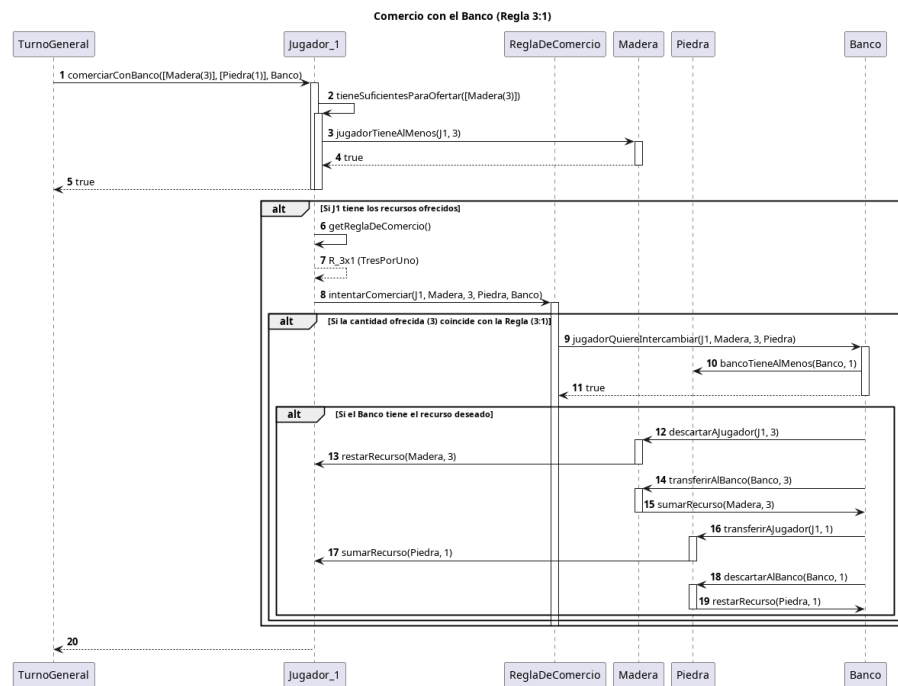 Comercio con el Banco (Regla 3:1)
TurnoGeneral Jugador_1 ReglaDeComercio Madera Piedra Banco
1 comerciarConBanco([Madera(3)], [Piedra(1)], Banco)
2 tieneSuficientesParaOfertar([Madera(3)])
3 jugadorTieneAlMenos(J1, 3)
4 true
5 true
alt [Si J1 tiene los recursos ofrecidos]
6 getReglaDeComercio()
7 R_3x1 (TresPorUno)
8 intentarComerciar(J1, Madera, 3, Piedra, Banco)
alt [Si la cantidad ofrecida (3) coincide con la Regla (3:1)]
9 jugadorQuiereIntercambiar(J1, Madera, 3, Piedra)
10 bancoTieneAlMenos(Banco, 1)
11 true
alt [Si el Banco tiene el recurso deseado]
12 descartarAJugador(J1, 3)
13 restarRecurso(Madera, 3)
14 transferirAlBanco(Banco, 3)
15 sumarRecurso(Madera, 3)
16 transferirAJugador(J1, 1)
17 sumarRecurso(Piedra, 1)
18 descartarAlBanco(Banco, 1)
19 restarRecurso(Piedra, 1)
20
TurnoGeneral Jugador_1 ReglaDeComercio Madera Piedra Banco